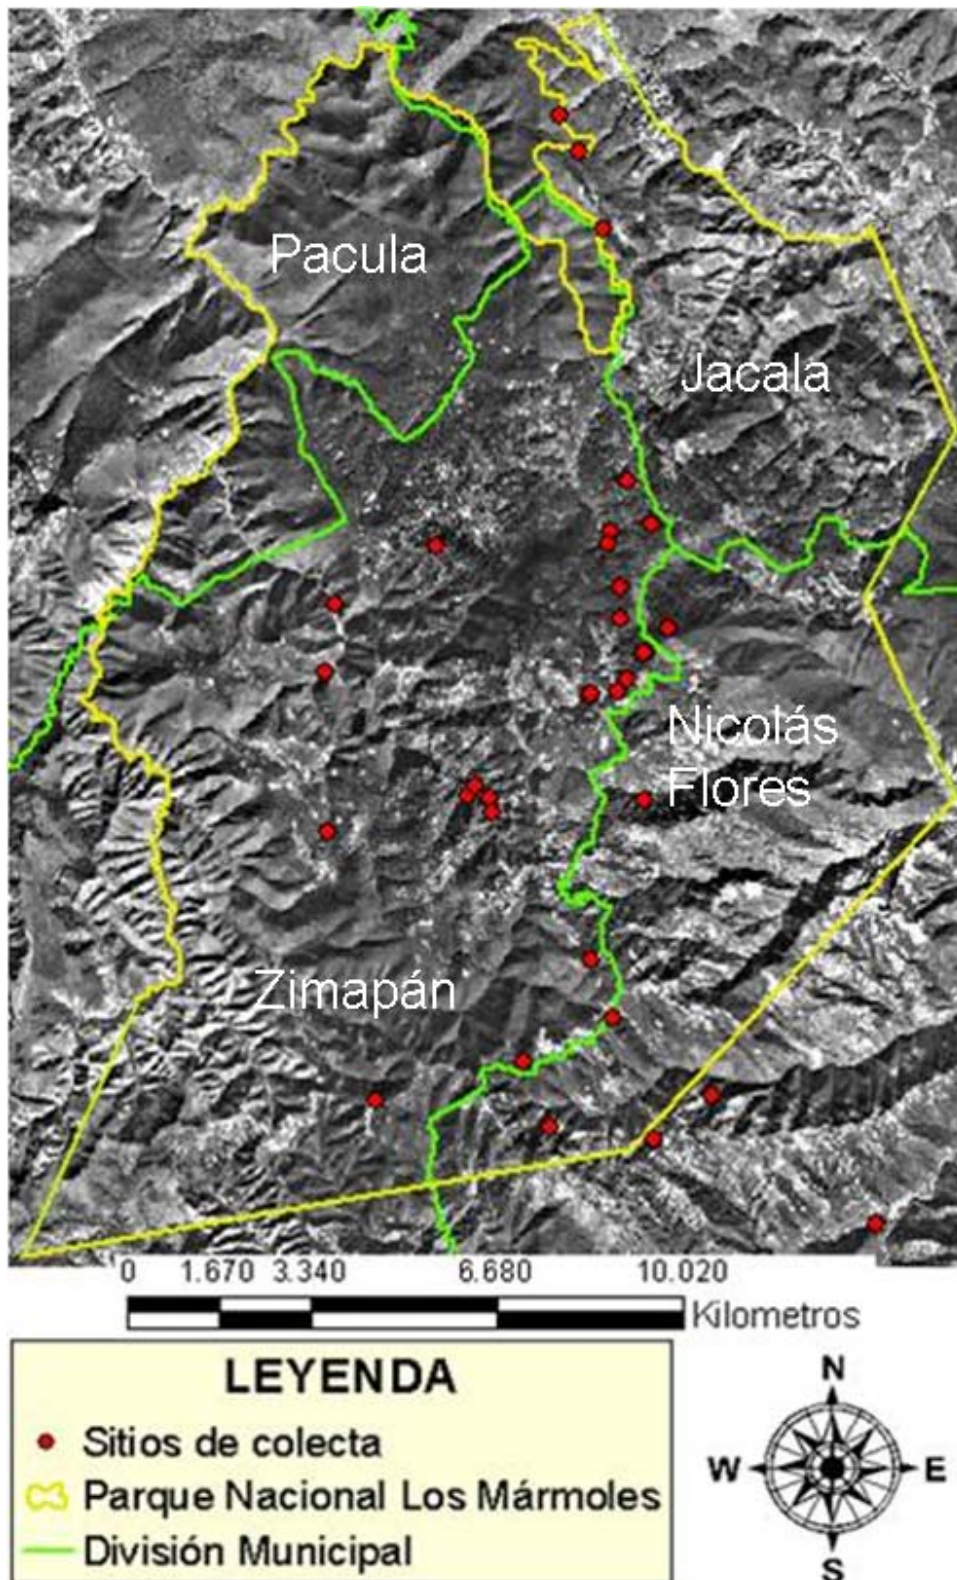 Pacula
Jacala
Nicolás
Flores
Zimapán
0 1.670 3.340 6.680 10.020
Kilometros
LEYENDA
Sitios de colecta
Parque Nacional Los Mármoles
División Municipal
N
W E
S